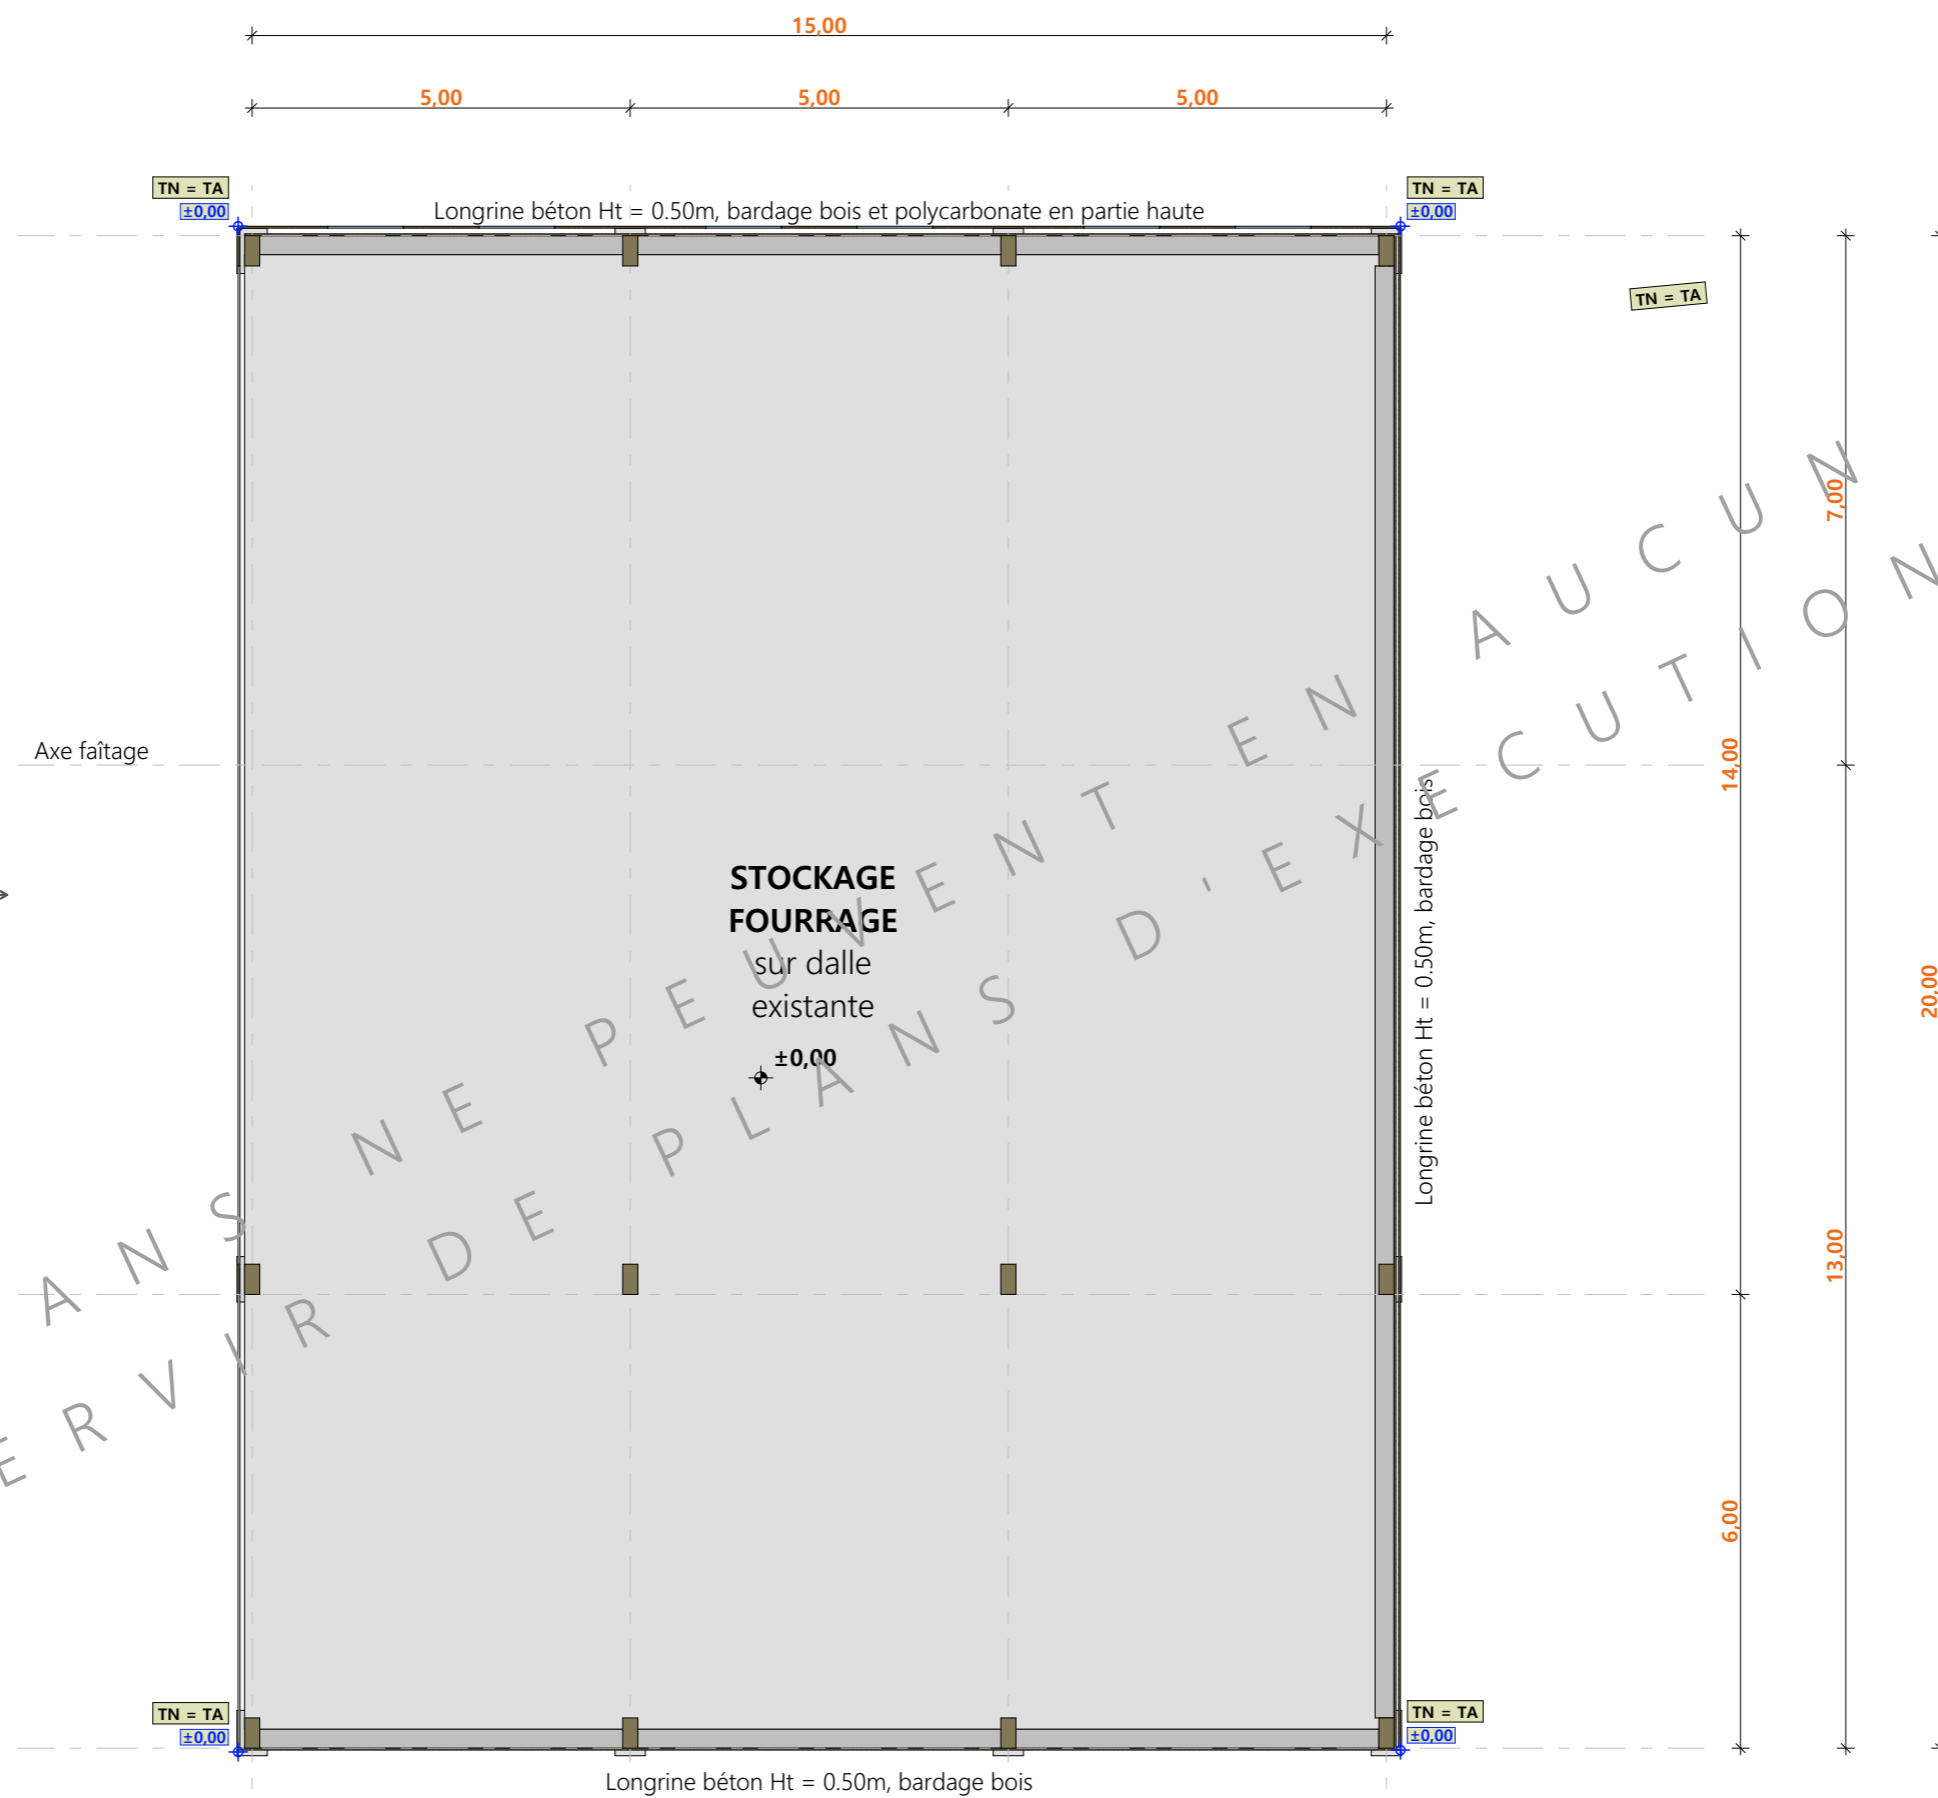 15,00
5,00
5,00
5,00
TN = TA
±0,00
TN = TA
±0,00
Longrine béton Ht = 0.50m, bardage bois et polycarbonate en partie haute
TN = TA
7,00
Axe faîtage
14,00
STOCKAGE
FOURRAGE
sur dalle
existante
±0,00
Longrine béton Ht = 0.50m, bardage bois
20,00
13,00
6,00
ANS NE PEUVENT EN AUCUN
ERVIR DE PLANS D'EXECUTION
TN = TA
±0,00
TN = TA
±0,00
Longrine béton Ht = 0.50m, bardage bois